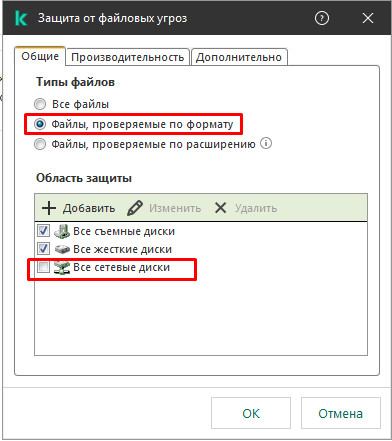 Защита от файловых угроз
Общие Производительность Дополнительно
Типы файлов
Все файлы
Файлы, проверяемые по формату
Файлы, проверяемые по расширению
Область защиты
Добавить Изменить Удалить
Все съемные диски
Все жесткие диски
Все сетевые диски
OK Отмена